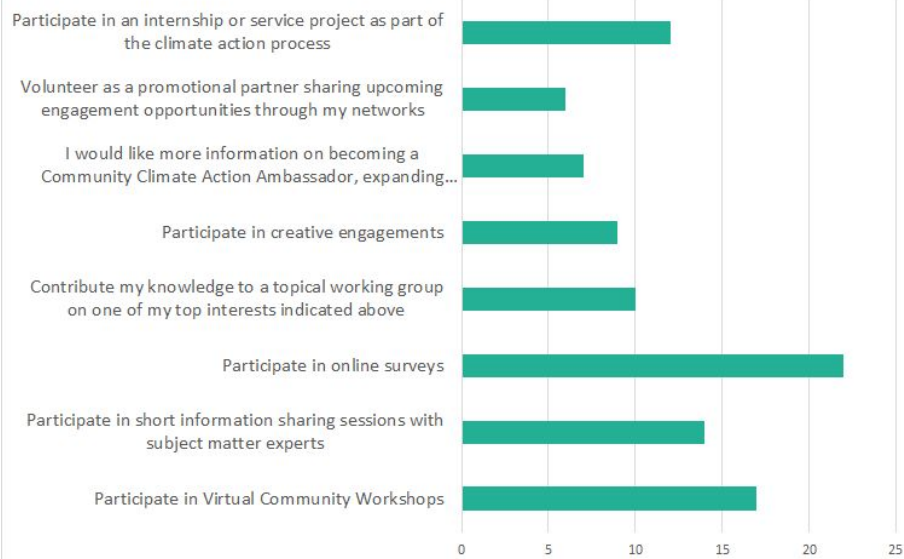 Participate in an internship or service project as part of
the climate action process
Volunteer as a promotional partner sharing upcoming
engagement opportunities through my networks
I would like more information on becoming a
Community Climate Action Ambassador, expanding...
Participate in creative engagements
Contribute my knowledge to a topical working group
on one of my top interests indicated above
Participate in online surveys
Participate in short information sharing sessions with
subject matter experts
Participate in Virtual Community Workshops
0 5 10 15 20 25